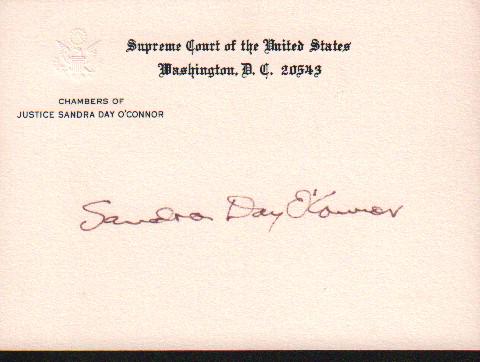 Supreme Court of the United States
Washington, D. C. 20543
CHAMBERS OF
JUSTICE SANDRA DAY O'CONNOR
Sandra Day O'Connor